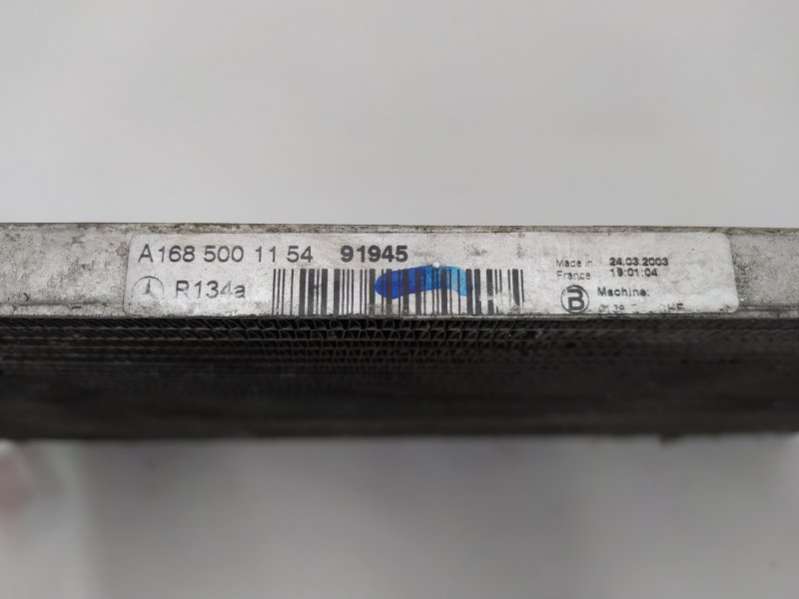 A168 500 11 54 91945
R134a
Made in 24.03.2003
France 19:01:04
B Machine: